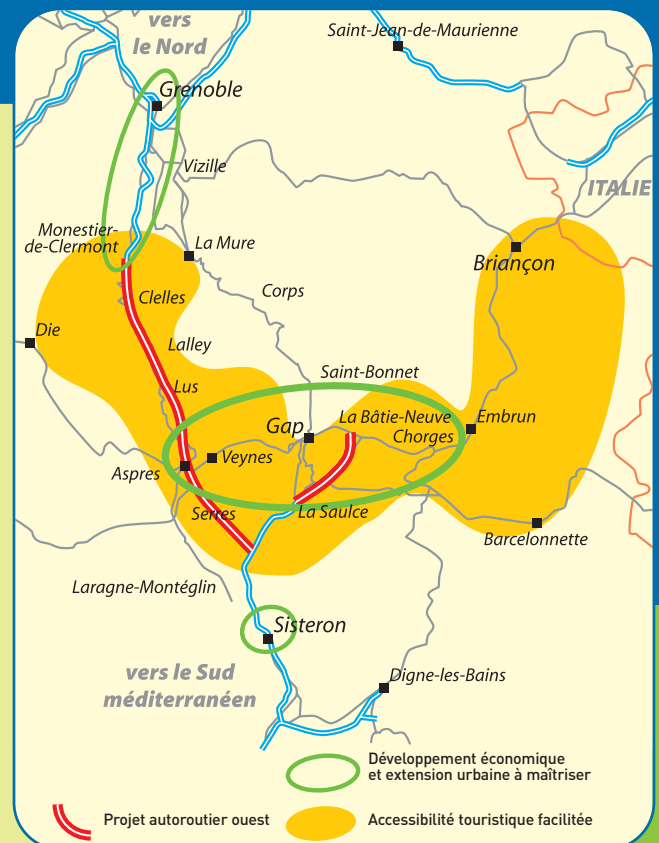 vers
le Nord
Saint-Jean-de-Maurienne
Grenoble
Vizille
ITALIE
Monestier-
de-Clermont
La Mure
Briançon
Corps
Clelles
Die
Lalley
Saint-Bonnet
Lus
La Bâtie-Neuve
Embrun
Gap
Chorges
Veynes
Aspres
Serres
La Saulce
Barcelonnette
Laragne-Montéglin
Sisteron
vers le Sud
méditerranéen
Digne-les-Bains
Développement économique
et extension urbaine à maîtriser
Projet autoroutier ouest
Accessibilité touristique facilitée